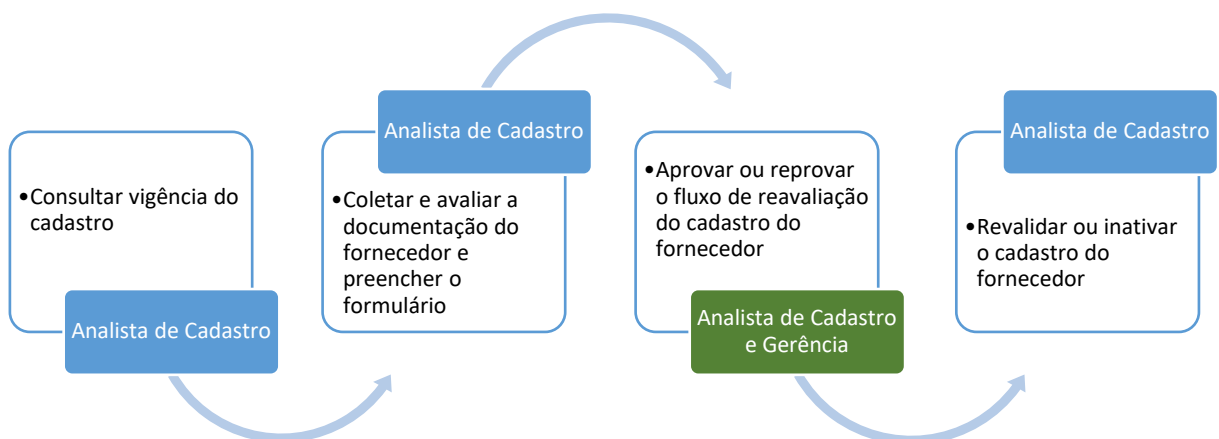 •Consultar vigência do
cadastro
Analista de Cadastro
Analista de Cadastro
•Coletar e avaliar a
documentação do
fornecedor e
preencher o
formulário
•Aprovar ou reprovar
o fluxo de reavaliação
do cadastro do
fornecedor
Analista de Cadastro
e Gerência
Analista de Cadastro
•Revalidar ou inativar
o cadastro do
fornecedor